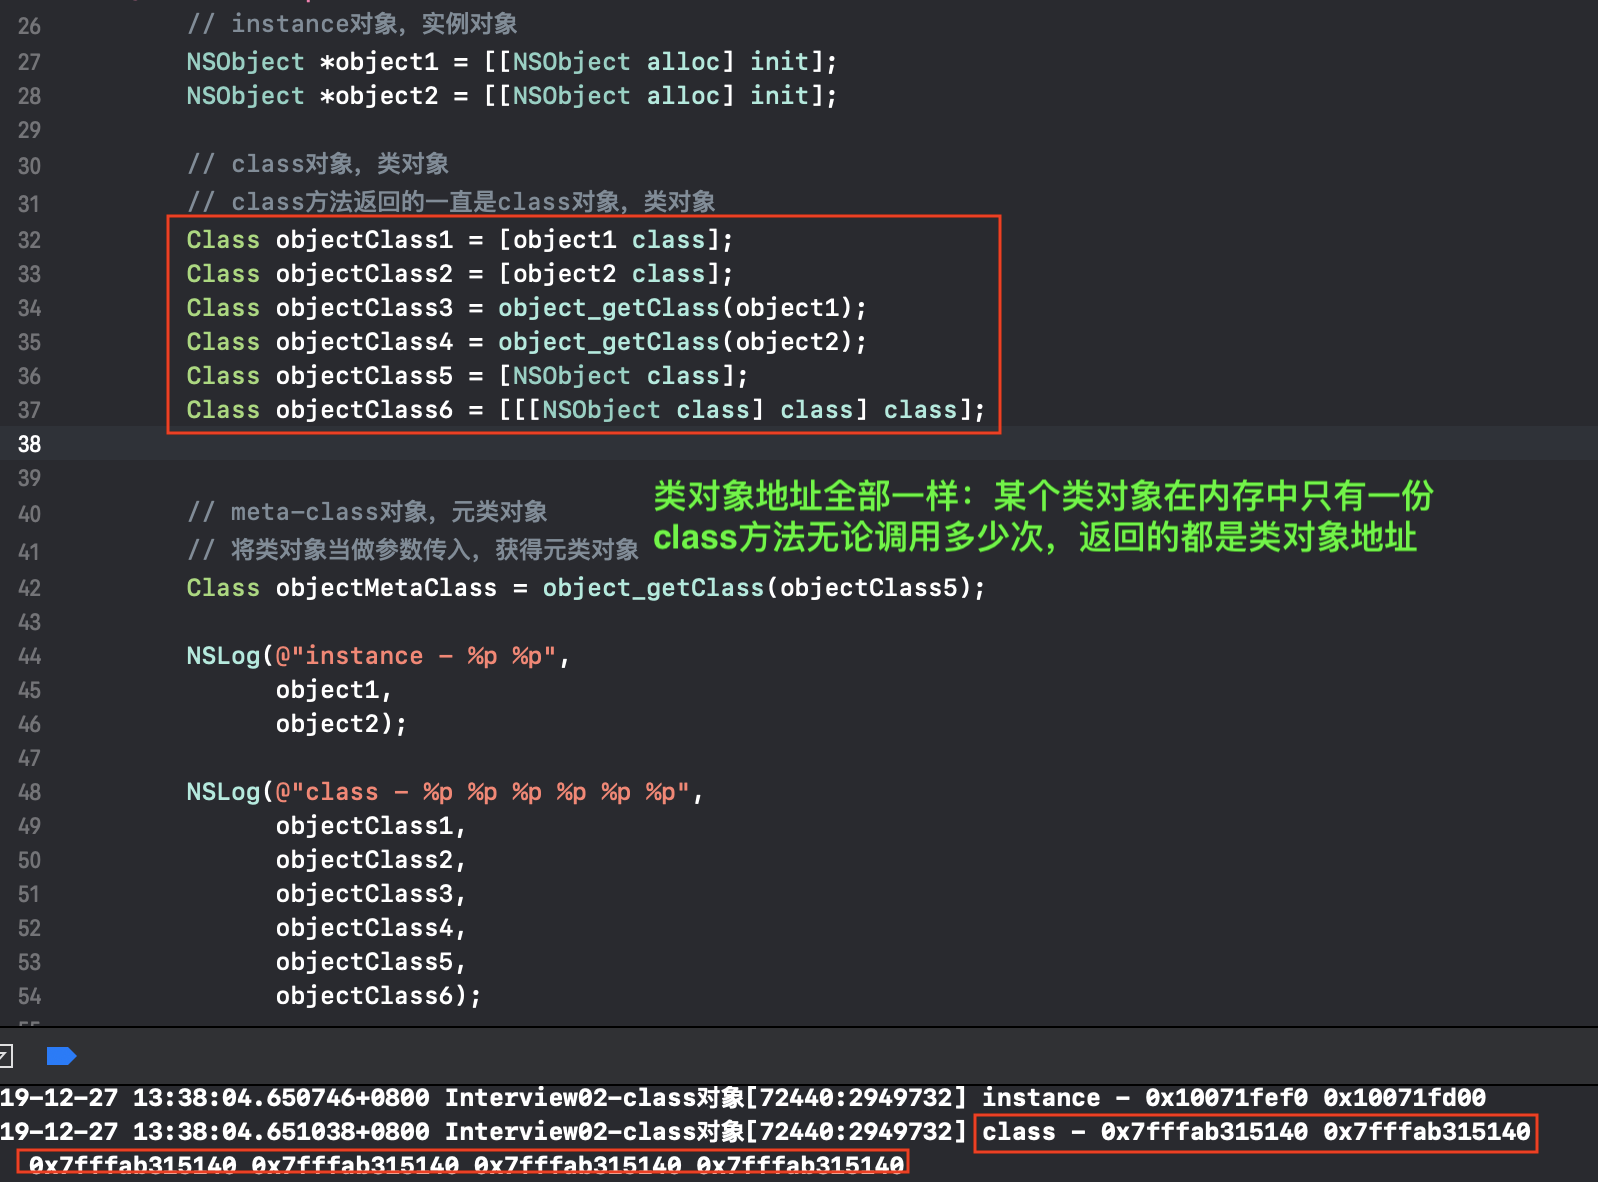 26 // instance对象，实例对象
27 NSObject *object1 = [[NSObject alloc] init];
28 NSObject *object2 = [[NSObject alloc] init];
29
30 // class对象，类对象
31 // class方法返回的一直是class对象，类对象
32 Class objectClass1 = [object1 class];
33 Class objectClass2 = [object2 class];
34 Class objectClass3 = object_getClass(object1);
35 Class objectClass4 = object_getClass(object2);
36 Class objectClass5 = [NSObject class];
37 Class objectClass6 = [[[NSObject class] class] class];
38
39
类对象地址全部一样：某个类对象在内存中只有一份
class方法无论调用多少次，返回的都是类对象地址
40 // meta-class对象，元类对象
41 // 将类对象当做参数传入，获得元类对象
42 Class objectMetaClass = object_getClass(objectClass5);
43
44 NSLog(@"instance - %p %p",
45 object1,
46 object2);
47
48 NSLog(@"class - %p %p %p %p %p %p",
49 objectClass1,
50 objectClass2,
51 objectClass3,
52 objectClass4,
53 objectClass5,
54 objectClass6);
19-12-27 13:38:04.650746+0800 Interview02-class对象[72440:2949732] instance - 0x10071fef0 0x10071fd00
19-12-27 13:38:04.651038+0800 Interview02-class对象[72440:2949732] class - 0x7fffab315140 0x7fffab315140
0x7fffab315140 0x7fffab315140 0x7fffab315140 0x7fffab315140